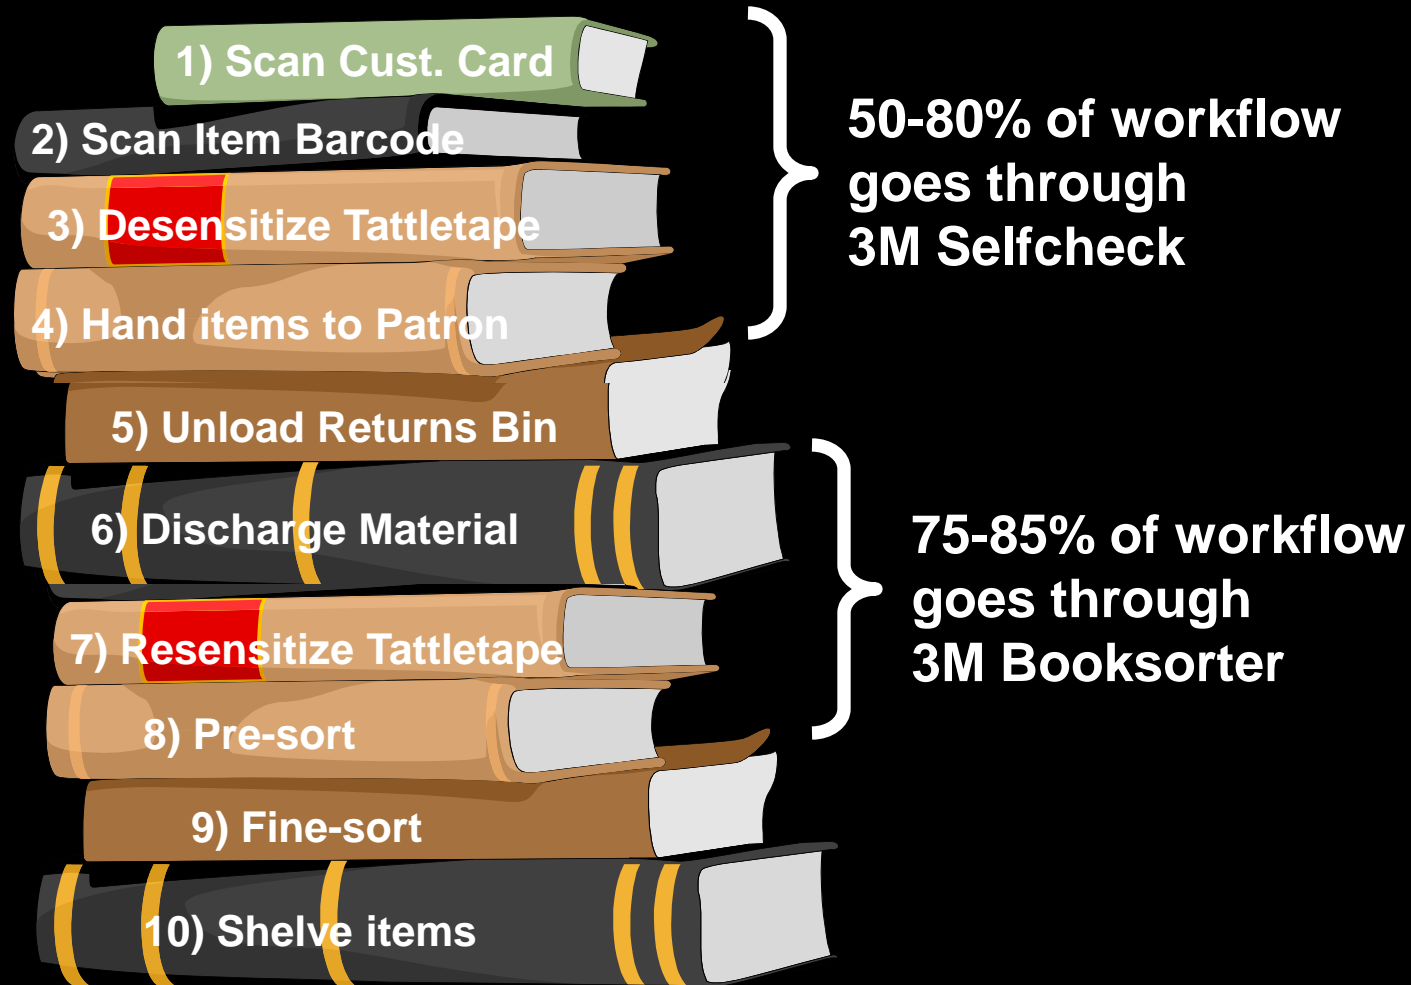 1) Scan Cust. Card
2) Scan Item Barcode
3) Desensitize Tattletape
4) Hand items to Patron
50-80% of workflow
goes through
3M Selfcheck
5) Unload Returns Bin
6) Discharge Material
7) Resensitize Tattletape
8) Pre-sort
75-85% of workflow
goes through
3M Booksorter
9) Fine-sort
10) Shelve items